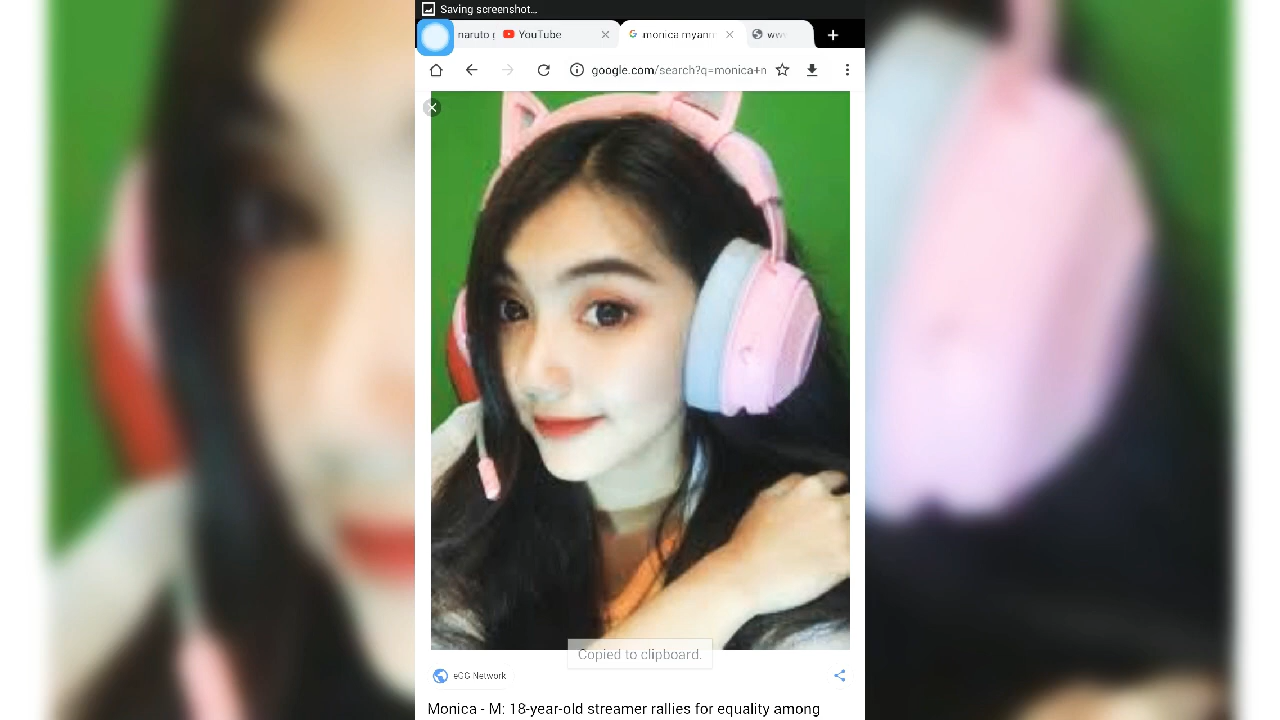 Saving screenshot...
naruto g YouTube monica myanm ww
google.com/search?q=monica+n
Copied to clipboard.
eGG Network
Monica - M: 18-year-old streamer rallies for equality among